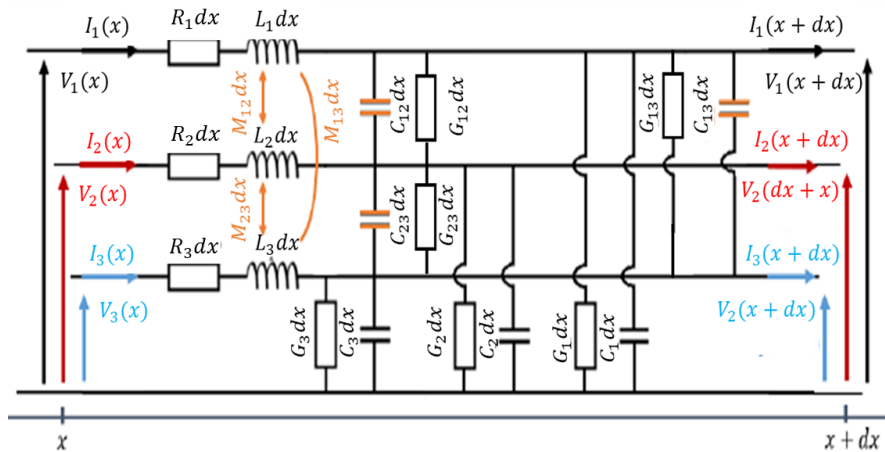 I₁(x) R₁dx L₁dx I₁(x + dx)
V₁(x) M₁₂dx M₁₃dx C₁₂dx G₁₂dx G₁₃dx C₁₃dx V₁(x + dx)
I₂(x) R₂dx L₂dx I₂(x + dx)
V₂(x) M₂₃dx C₂₃dx G₂₃dx V₂(dx + x)
I₃(x) R₃dx L₃dx I₃(x + dx)
V₃(x) G₃dx C₃dx G₂dx C₂dx G₁dx C₁dx V₂(x + dx)
x x + dx